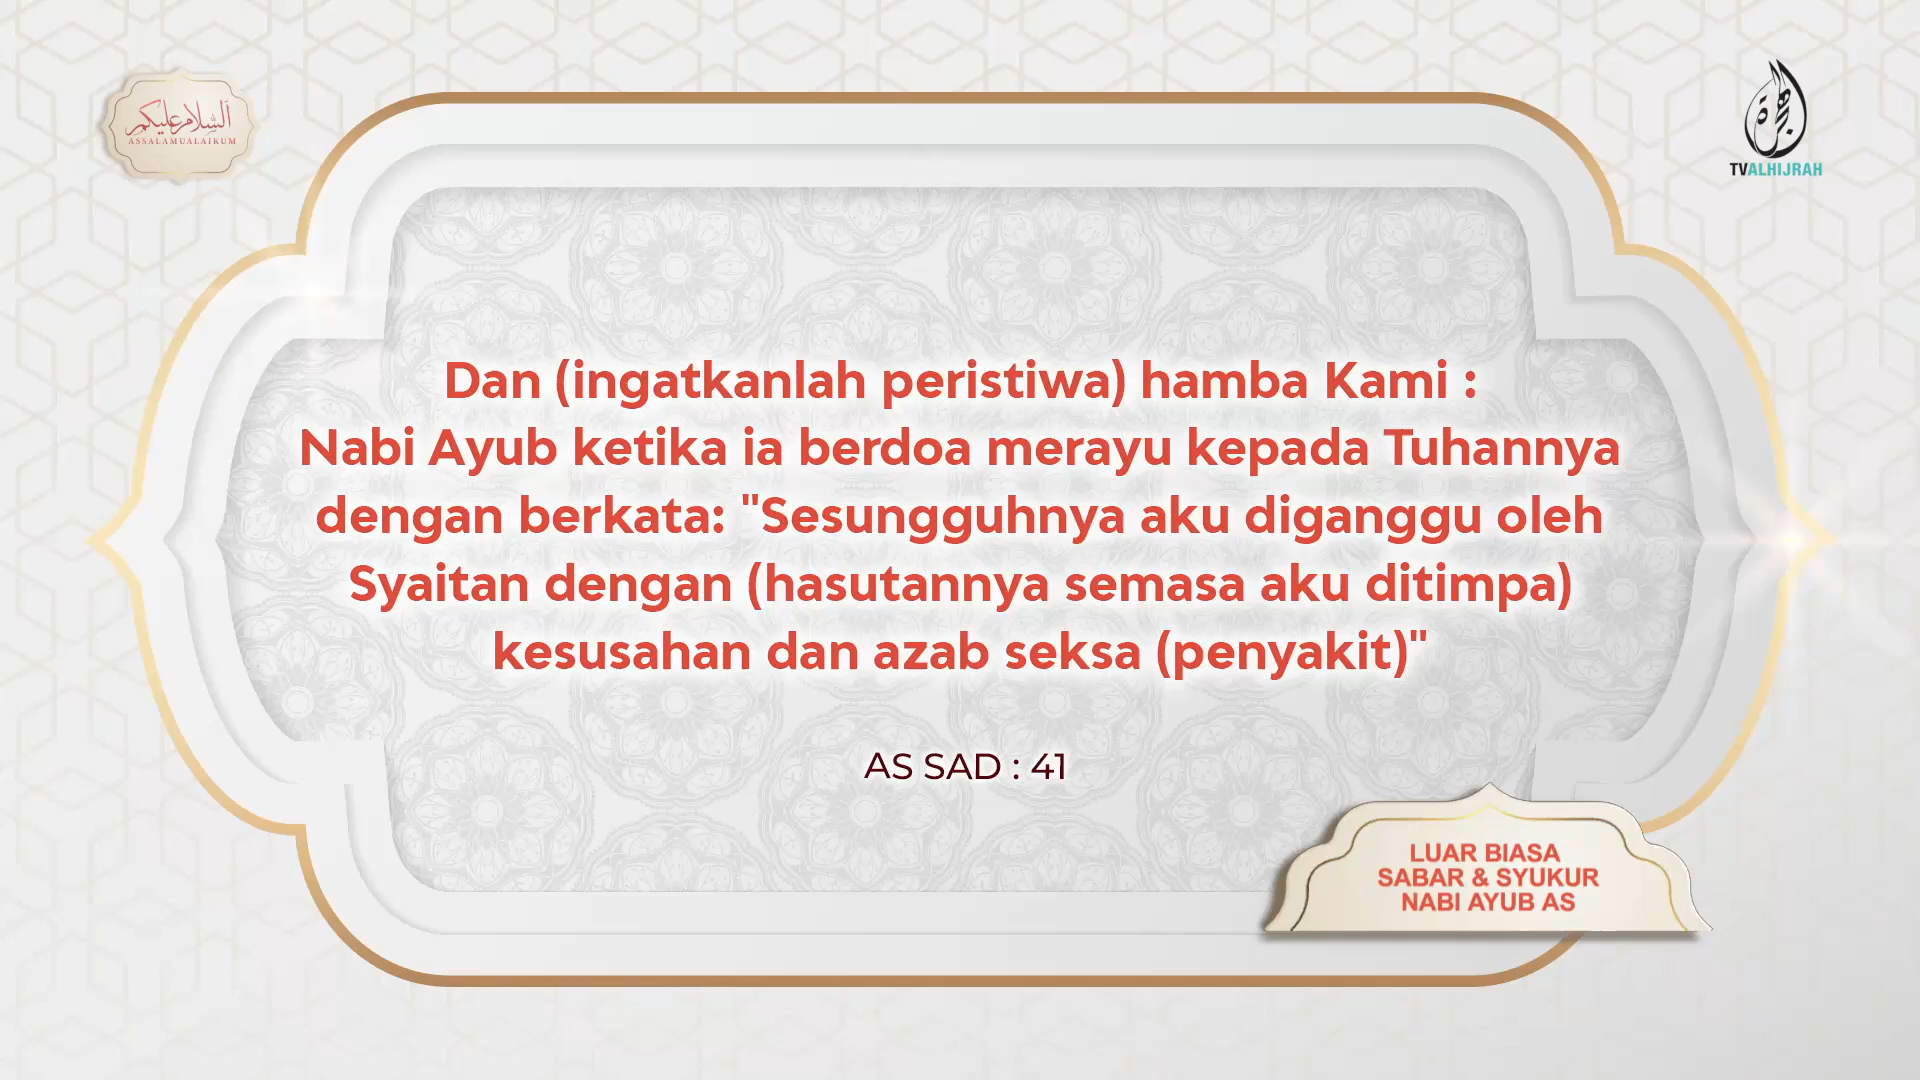 السلام عليكم
ASSALAMUALAIKUM
هجرة
TVALHIJRAH
Dan (ingatkanlah peristiwa) hamba Kami :
Nabi Ayub ketika ia berdoa merayu kepada Tuhannya
dengan berkata: "Sesungguhnya aku diganggu oleh
Syaitan dengan (hasutannya semasa aku ditimpa)
kesusahan dan azab seksa (penyakit)"
AS SAD : 41
LUAR BIASA
SABAR & SYUKUR
NABI AYUB AS